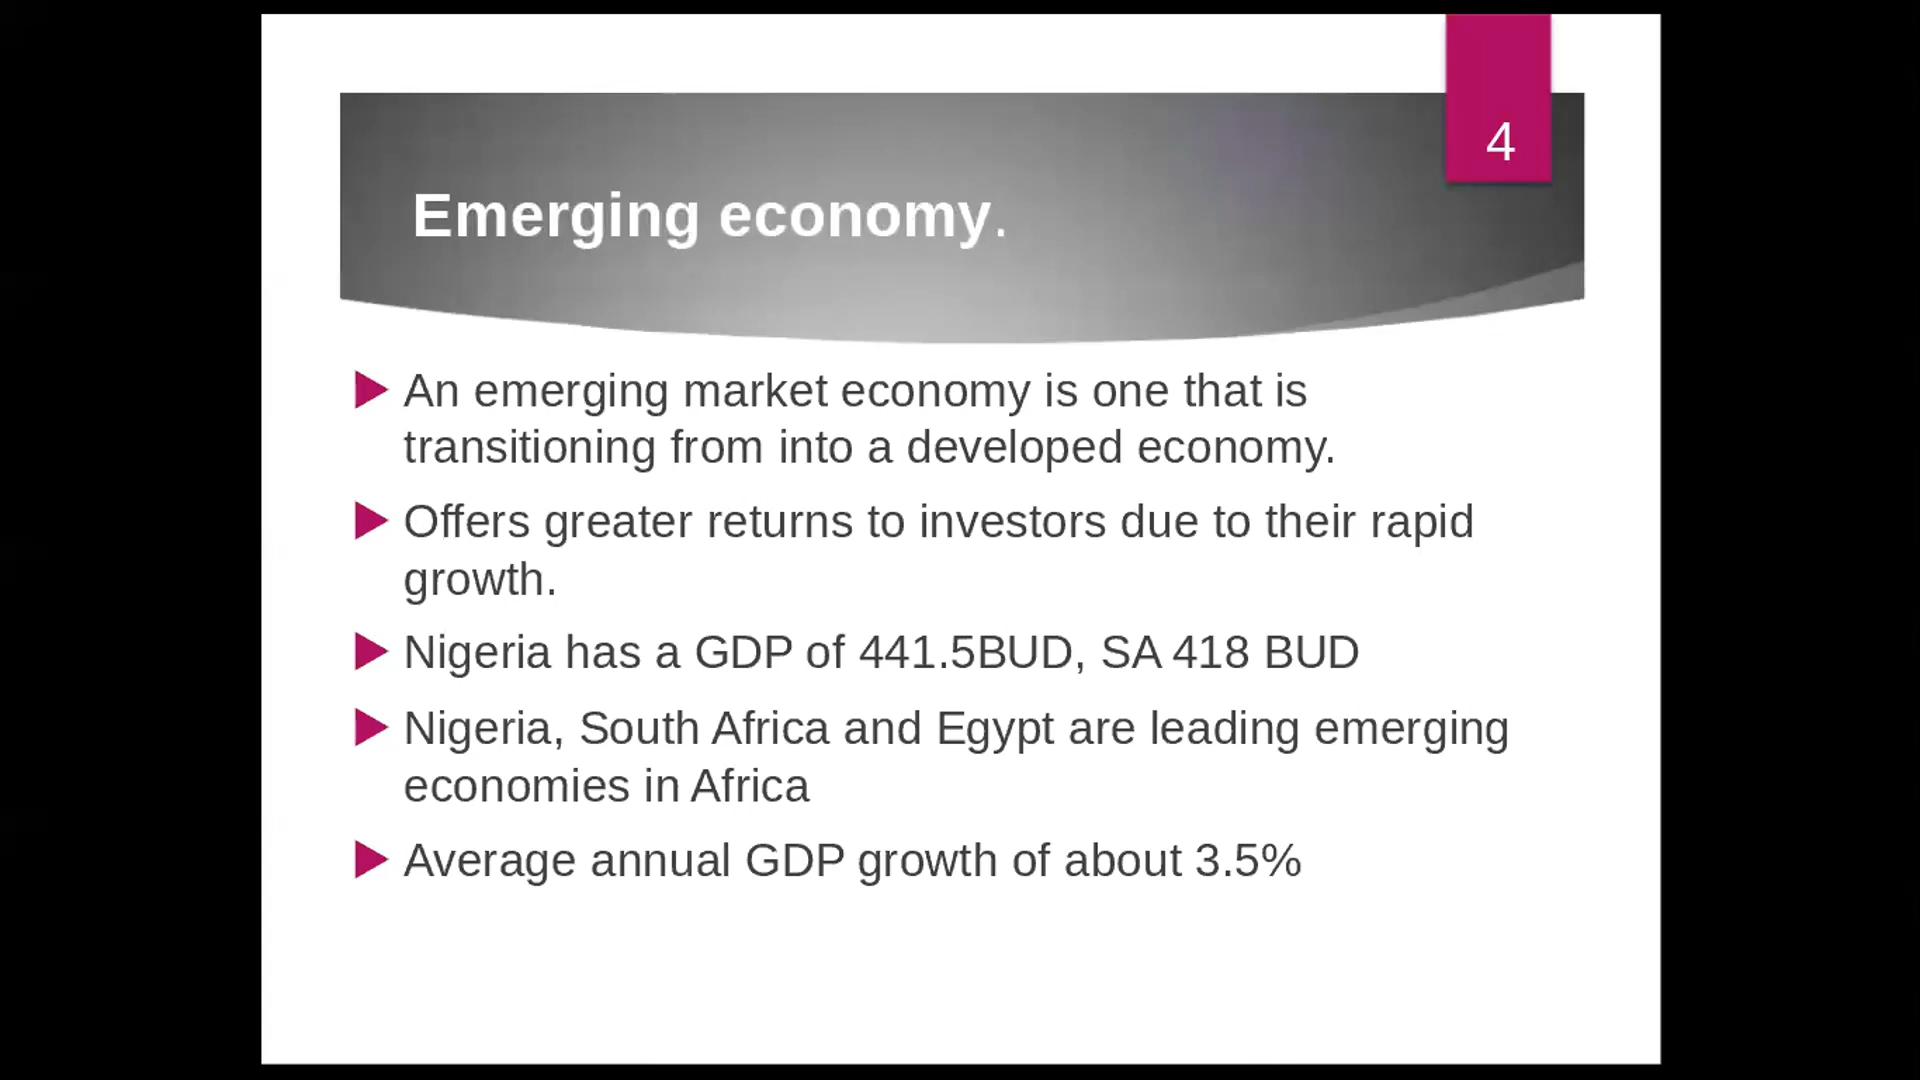 4
Emerging economy.
An emerging market economy is one that is
transitioning from into a developed economy.
Offers greater returns to investors due to their rapid
growth.
Nigeria has a GDP of 441.5BUD, SA 418 BUD
Nigeria, South Africa and Egypt are leading emerging
economies in Africa
Average annual GDP growth of about 3.5%